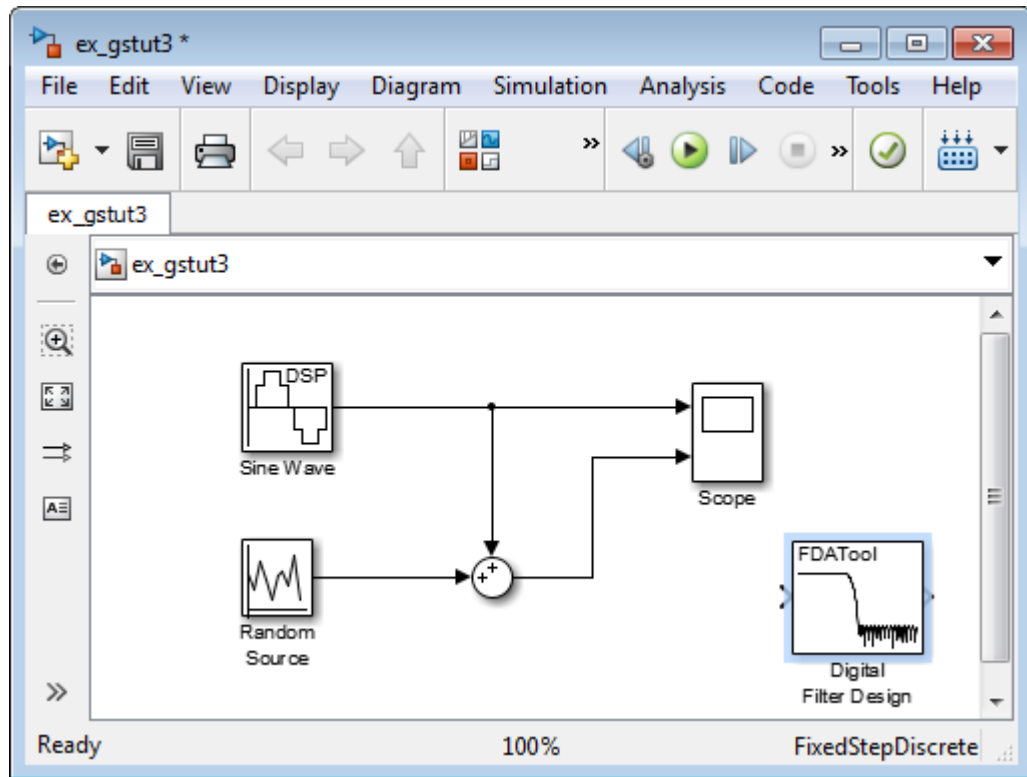 ex_gstut3 *
File Edit View Display Diagram Simulation Analysis Code Tools Help
ex_gstut3
ex_gstut3
DSP
Sine Wave
Scope
Random
Source
FDATool
Digital
Filter Design
Ready 100% FixedStepDiscrete